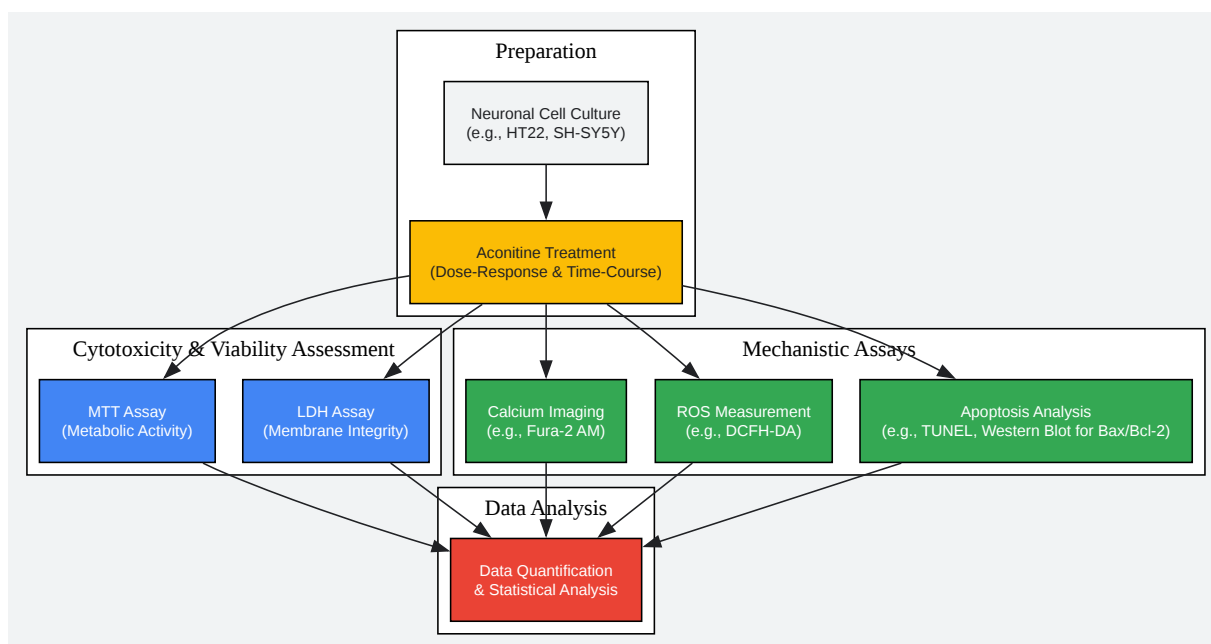 Preparation
Neuronal Cell Culture
(e.g., HT22, SH-SY5Y)
Aconitine Treatment
(Dose-Response & Time-Course)
Cytotoxicity & Viability Assessment
MTT Assay
(Metabolic Activity)
LDH Assay
(Membrane Integrity)
Mechanistic Assays
Calcium Imaging
(e.g., Fura-2 AM)
ROS Measurement
(e.g., DCFH-DA)
Apoptosis Analysis
(e.g., TUNEL, Western Blot for Bax/Bcl-2)
Data Analysis
Data Quantification
& Statistical Analysis